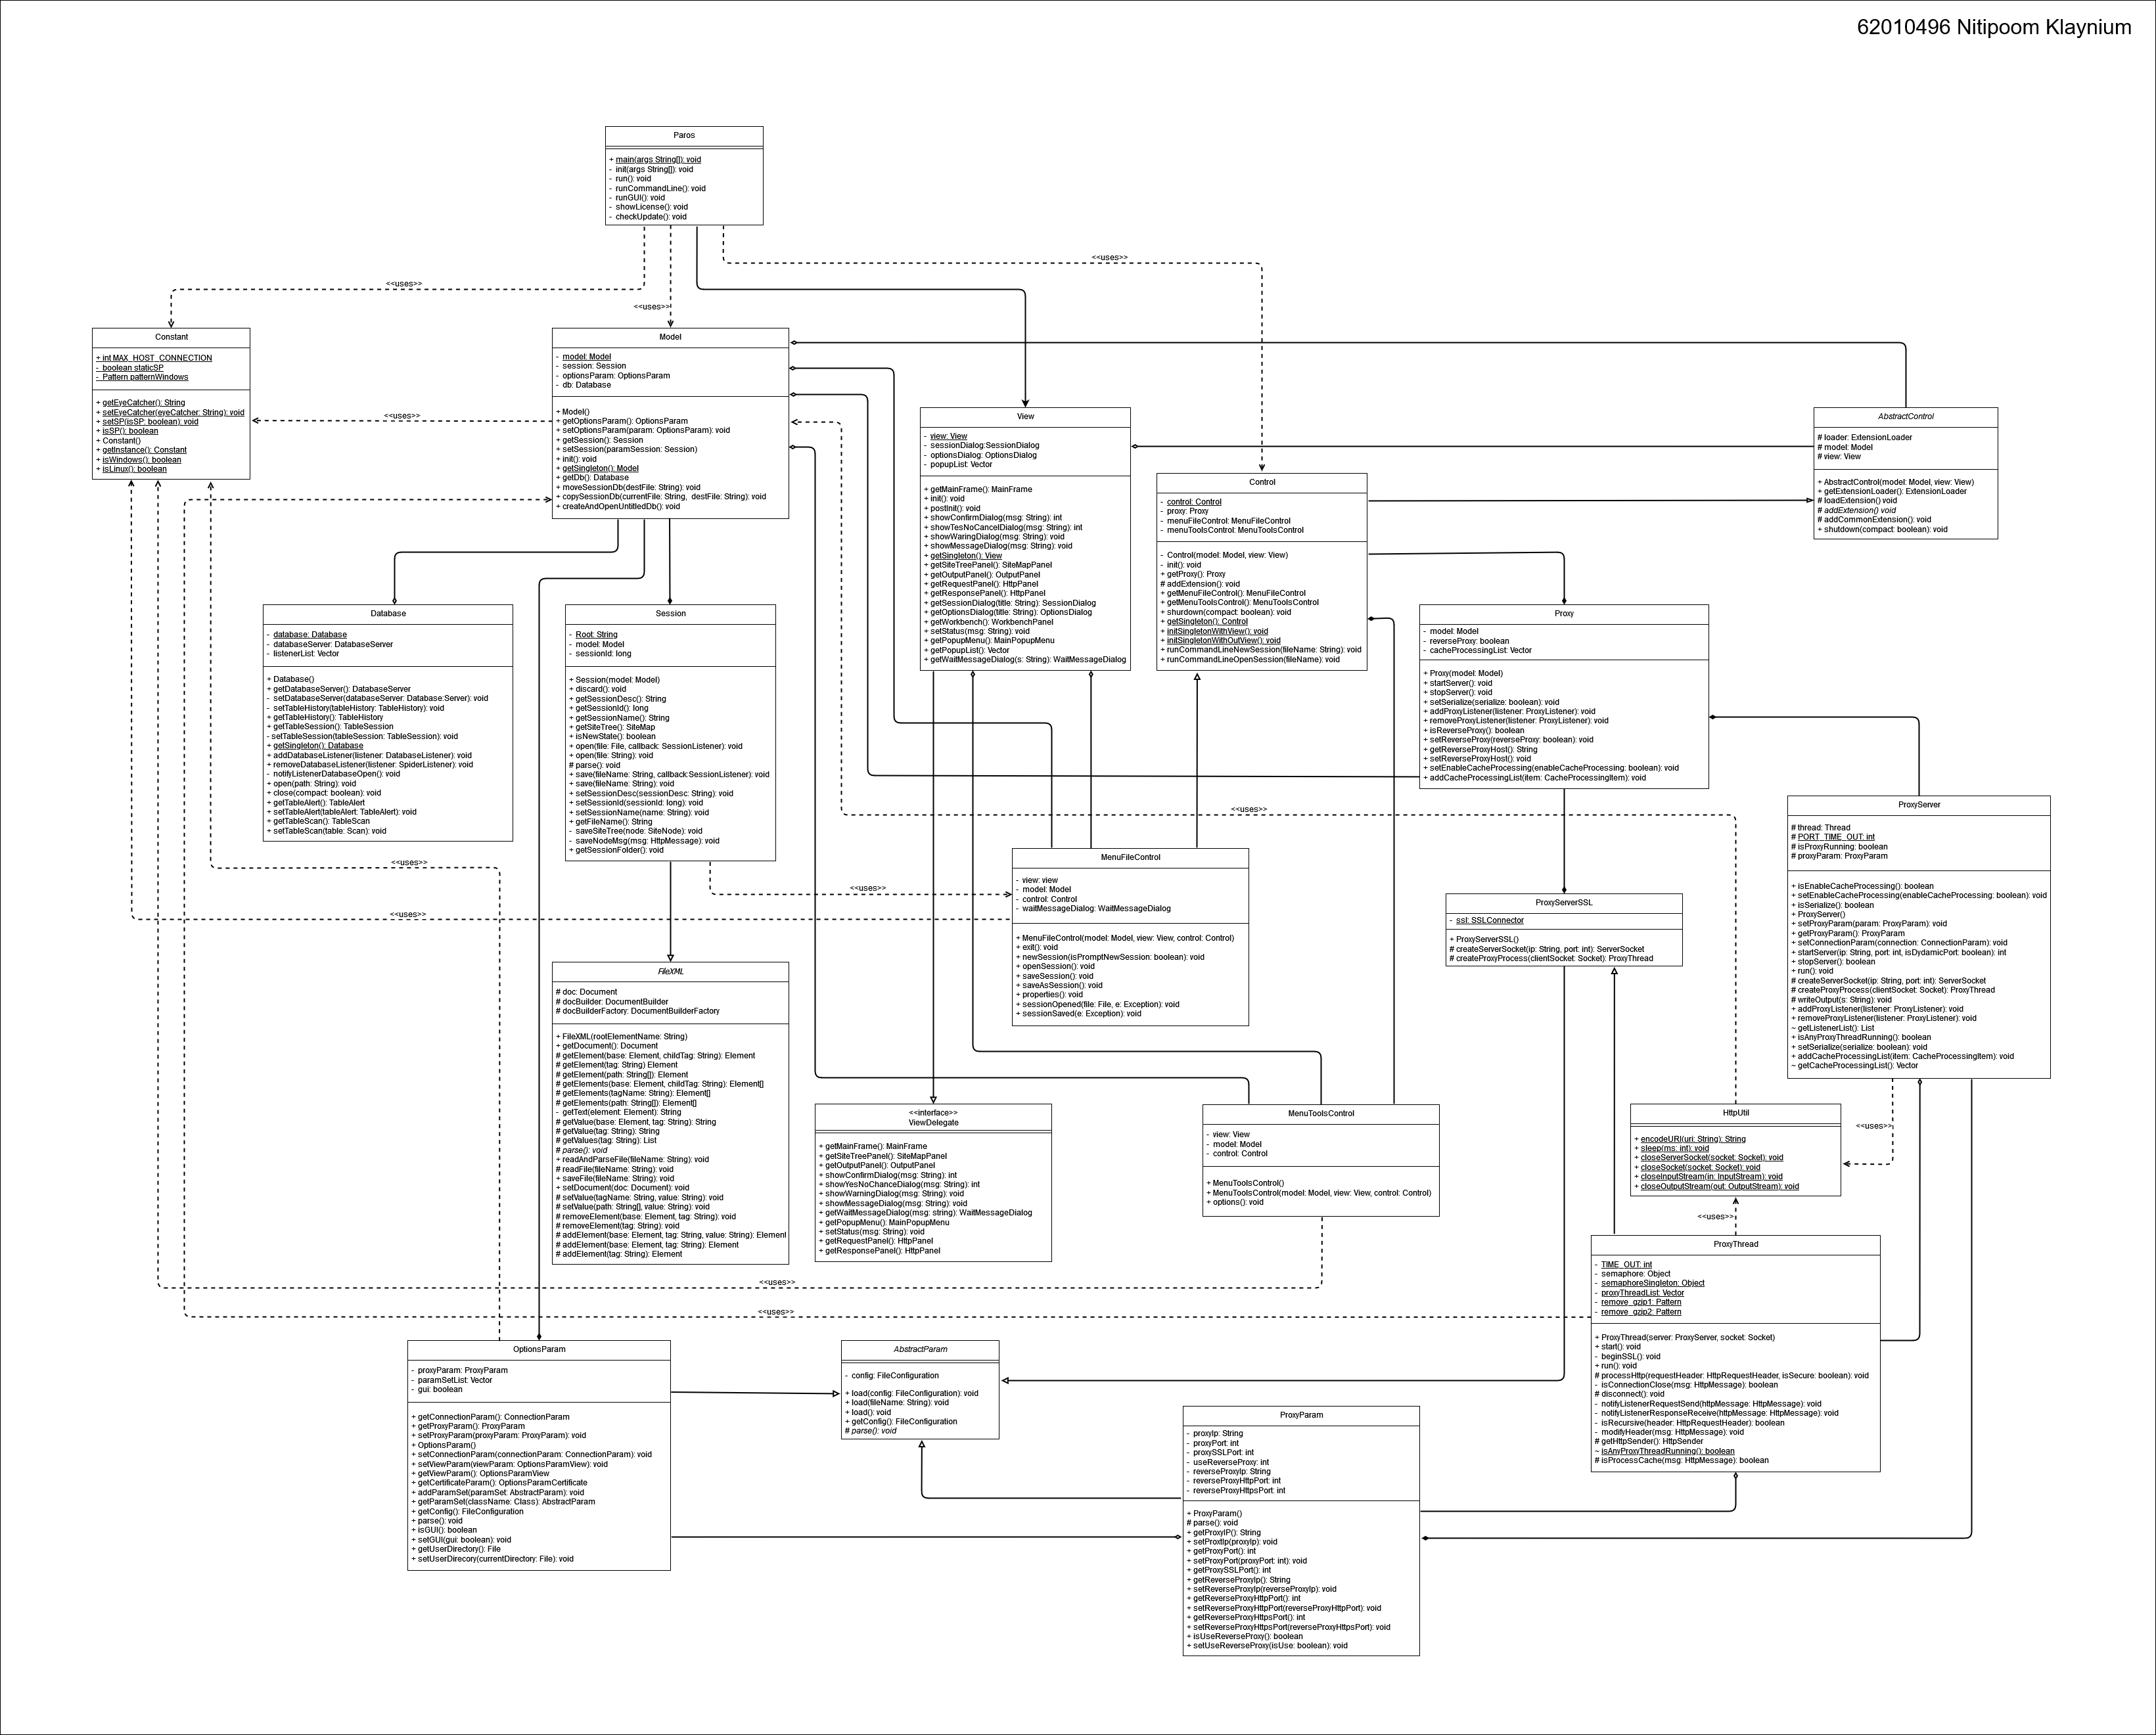 62010496 Nitipoom Klaynium
Paros
+ main(args String[]): void
- init(args String[]): void
- run(): void
- runCommandLine(): void
- runGUI(): void
- showLicense(): void
- checkUpdate(): void
<<uses>>
<<uses>>
<<uses>>
Constant
+ int MAX_HOST_CONNECTION
- boolean staticSP
- Pattern patternWindows
+ getEyeCatcher(): String
+ setEyeCatcher(eyeCatcher: String): void
+ setSP(isSP: boolean): void
+ isSP(): boolean
+ Constant()
+ getInstance(): Constant
+ isWindows(): boolean
+ isLinux(): boolean
<<uses>>
Model
- model: Model
- session: Session
- optionsParam: OptionsParam
- db: Database
+ Model()
+ getOptionsParam(): OptionsParam
+ setOptionsParam(param: OptionsParam): void
+ getSession(): Session
+ setSession(paramSession: Session)
+ init(): void
+ getSingleton(): Model
+ getDb(): Database
+ moveSessionDb(destFile: String): void
+ copySessionDb(currentFile: String, destFile: String): void
+ createAndOpenUntitledDb(): void
View
- view: View
- sessionDialog:SessionDialog
- optionsDialog: OptionsDialog
- popupList: Vector
+ getMainFrame(): MainFrame
+ init(): void
+ postInit(): void
+ showConfirmDialog(msg: String): int
+ showTesNoCancelDialog(msg: String): int
+ showWaringDialog(msg: String): void
+ showMessageDialog(msg: String): void
+ getSingleton(): View
+ getSiteTreePanel(): SiteMapPanel
+ getOutputPanel(): OutputPanel
+ getRequestPanel(): HttpPanel
+ getResponsePanel(): HttpPanel
+ getSessionDialog(title: String): SessionDialog
+ getOptionsDialog(title: String): OptionsDialog
+ getWorkbench(): WorkbenchPanel
+ setStatus(msg: String): void
+ getPopupMenu(): MainPopupMenu
+ getPopupList(): Vector
+ getWaitMessageDialog(s: String): WaitMessageDialog
Control
- control: Control
- proxy: Proxy
- menuFileControl: MenuFileControl
- menuToolsControl: MenuToolsControl
- Control(model: Model, view: View)
- init(): void
+ getProxy(): Proxy
# addExtension(): void
+ getMenuFileControl(): MenuFileControl
+ getMenuToolsControl(): MenuToolsControl
+ shurdown(compact: boolean): void
+ getSingleton(): Control
+ initSingletonWithView(): void
+ initSingletonWithOutView(): void
+ runCommandLineNewSession(fileName: String): void
+ runCommandLineOpenSession(fileName): void
AbstractControl
# loader: ExtensionLoader
# model: Model
# view: View
+ AbstractControl(model: Model, view: View)
+ getExtensionLoader(): ExtensionLoader
# loadExtension() void
# addExtension() void
# addCommonExtension(): void
+ shutdown(compact: boolean): void
Database
- database: Database
- databaseServer: DatabaseServer
- listenerList: Vector
+ Database()
+ getDatabaseServer(): DatabaseServer
- setDatabaseServer(databaseServer: Database:Server): void
- setTableHistory(tableHistory: TableHistory): void
+ getTableHistory(): TableHistory
+ getTableSession(): TableSession
- setTableSession(tableSession: TableSession): void
+ getSingleton(): Database
+ addDatabaseListener(listener: DatabaseListener): void
+ removeDatabaseListener(listener: SpiderListener): void
- notifyListenerDatabaseOpen(): void
+ open(path: String): void
+ close(compact: boolean): void
+ getTableAlert(): TableAlert
+ setTableAlert(tableAlert: TableAlert): void
+ getTableScan(): TableScan
+ setTableScan(table: Scan): void
Session
- Root: String
- model: Model
- sessionId: long
+ Session(model: Model)
+ discard(): void
+ getSessionDesc(): String
+ getSessionId(): long
+ getSessionName(): String
+ getSiteTree(): SiteMap
+ isNewState(): boolean
+ open(file: File, callback: SessionListener): void
+ open(file: String): void
# parse(): void
+ save(fileName: String, callback:SessionListener): void
+ save(fileName: String): void
+ setSessionDesc(sessionDesc: String): void
+ setSessionId(sessionId: long): void
+ setSessionName(name: String): void
+ getFileName(): String
- saveSiteTree(node: SiteNode): void
- saveNodeMsg(msg: HttpMessage): void
+ getSessionFolder(): void
Proxy
- model: Model
- reverseProxy: boolean
- cacheProcessingList: Vector
+ Proxy(model: Model)
+ startServer(): void
+ stopServer(): void
+ setSerialize(serialize: boolean): void
+ addProxyListener(listener: ProxyListener): void
+ removeProxyListener(listener: ProxyListener): void
+ isReverseProxy(): boolean
+ setReverseProxy(reverseProxy: boolean): void
+ getReverseProxyHost(): String
+ setReverseProxyHost(): void
+ setEnableCacheProcessing(enableCacheProcessing: boolean): void
+ addCacheProcessingList(item: CacheProcessingItem): void
<<uses>>
ProxyServer
# thread: Thread
# PORT_TIME_OUT: int
# isProxyRunning: boolean
# proxyParam: ProxyParam
+ isEnableCacheProcessing(): boolean
+ setEnableCacheProcessing(enableCacheProcessing: boolean): void
+ isSerialize(): boolean
+ ProxyServer()
+ setProxyParam(param: ProxyParam): void
+ getProxyParam(): ProxyParam
+ setConnectionParam(connection: ConnectionParam): void
+ startServer(ip: String, port: int, isDydamicPort: boolean): int
+ stopServer(): boolean
+ run(): void
# createServerSocket(ip: String, port: int): ServerSocket
# createProxyProcess(clientSocket: Socket): ProxyThread
# writeOutput(s: String): void
+ addProxyListener(listener: ProxyListener): void
+ removeProxyListener(listener: ProxyListener): void
~ getListenerList(): List
+ isAnyProxyThreadRunning(): boolean
+ setSerialize(serialize: boolean): void
+ addCacheProcessingList(item: CacheProcessingItem): void
~ getCacheProcessingList(): Vector
<<uses>>
<<uses>>
<<uses>>
MenuFileControl
- view: view
- model: Model
- control: Control
- waitMessageDialog: WaitMessageDialog
+ MenuFileControl(model: Model, view: View, control: Control)
+ exit(): void
+ newSession(isPromptNewSession: boolean): void
+ openSession(): void
+ saveSession(): void
+ saveAsSession(): void
+ properties(): void
+ sessionOpened(file: File, e: Exception): void
+ sessionSaved(e: Exception): void
ProxyServerSSL
- ssl: SSLConnector
+ ProxyServerSSL()
# createServerSocket(ip: String, port: int): ServerSocket
# createProxyProcess(clientSocket: Socket): ProxyThread
FileXML
# doc: Document
# docBuilder: DocumentBuilder
# docBuilderFactory: DocumentBuilderFactory
+ FileXML(rootElementName: String)
+ getDocument(): Document
# getElement(base: Element, childTag: String): Element
# getElement(tag: String) Element
# getElement(path: String[]): Element
# getElements(base: Element, childTag: String): Element[]
# getElements(tagName: String): Element[]
# getElements(path: String[]): Element[]
- getText(element: Element): String
# getValue(base: Element, tag: String): String
# getValue(tag: String): String
# getValues(tag: String): List
# parse(): void
+ readAndParseFile(fileName: String): void
# readFile(fileName: String): void
+ saveFile(fileName: String): void
+ setDocument(doc: Document): void
# setValue(tagName: String, value: String): void
# setValue(path: String[], value: String): void
# removeElement(base: Element, tag: String): void
# removeElement(tag: String): void
# addElement(base: Element, tag: String, value: String): Element
# addElement(base: Element, tag: String): Element
# addElement(tag: String): Element
<<interface>>
ViewDelegate
+ getMainFrame(): MainFrame
+ getSiteTreePanel(): SiteMapPanel
+ getOutputPanel(): OutputPanel
+ showConfirmDialog(msg: String): int
+ showYesNoChanceDialog(msg: String): int
+ showWarningDialog(msg: String): void
+ showMessageDialog(msg: String): void
+ getWaitMessageDialog(msg: string): WaitMessageDialog
+ getPopupMenu(): MainPopupMenu
+ setStatus(msg: String): void
+ getRequestPanel(): HttpPanel
+ getResponsePanel(): HttpPanel
MenuToolsControl
- view: View
- model: Model
- control: Control
+ MenuToolsControl()
+ MenuToolsControl(model: Model, view: View, control: Control)
+ options(): void
HttpUtil
+ encodeURI(uri: String): String
+ sleep(ms: int): void
+ closeServerSocket(socket: Socket): void
+ closeSocket(socket: Socket): void
+ closeInputStream(in: InputStream): void
+ closeOutputStream(out: OutputStream): void
<<uses>>
<<uses>>
<<uses>>
<<uses>>
ProxyThread
- TIME_OUT: int
- semaphore: Object
- semaphoreSingleton: Object
- proxyThreadList: Vector
- remove_gzip1: Pattern
- remove_gzip2: Pattern
+ ProxyThread(server: ProxyServer, socket: Socket)
+ start(): void
- beginSSL(): void
+ run(): void
# processHttp(requestHeader: HttpRequestHeader, isSecure: boolean): void
- isConnectionClose(msg: HttpMessage): boolean
# disconnect(): void
- notifyListenerRequestSend(httpMessage: HttpMessage): void
- notifyListenerResponseReceive(httpMessage: HttpMessage): void
- isRecursive(header: HttpRequestHeader): boolean
- modifyHeader(msg: HttpMessage): void
# getHttpSender(): HttpSender
~ isAnyProxyThreadRunning(): boolean
# isProcessCache(msg: HttpMessage): boolean
OptionsParam
- proxyParam: ProxyParam
- paramSetList: Vector
- gui: boolean
+ getConnectionParam(): ConnectionParam
+ getProxyParam(): ProxyParam
+ setProxyParam(proxyParam: ProxyParam): void
+ OptionsParam()
+ setConnectionParam(connectionParam: ConnectionParam): void
+ setViewParam(viewParam: OptionsParamView): void
+ getViewParam(): OptionsParamView
+ getCertificateParam(): OptionsParamCertificate
+ addParamSet(paramSet: AbstractParam): void
+ getParamSet(className: Class): AbstractParam
+ getConfig(): FileConfiguration
+ parse(): void
+ isGUI(): boolean
+ setGUI(gui: boolean): void
+ getUserDirectory(): File
+ setUserDirecory(currentDirectory: File): void
AbstractParam
- config: FileConfiguration
+ load(config: FileConfiguration): void
+ load(fileName: String): void
+ load(): void
+ getConfig(): FileConfiguration
# parse(): void
ProxyParam
- proxyIp: String
- proxyPort: int
- proxySSLPort: int
- useReverseProxy: int
- reverseProxyIp: String
- reverseProxyHttpPort: int
- reverseProxyHttpsPort: int
+ ProxyParam()
# parse(): void
+ getProxyIP(): String
+ setProxtIp(proxyIp): void
+ getProxyPort(): int
+ setProxyPort(proxyPort: int): void
+ getProxySSLPort(): int
+ getReverseProxyIp(): String
+ setReverseProxyIp(reverseProxyIp): void
+ getReverseProxyHttpPort(): int
+ setReverseProxyHttpPort(reverseProxyHttpPort): void
+ getReverseProxyHttpsPort(): int
+ setReverseProxyHttpsPort(reverseProxyHttpsPort): void
+ isUseReverseProxy(): boolean
+ setUseReverseProxy(isUse: boolean): void